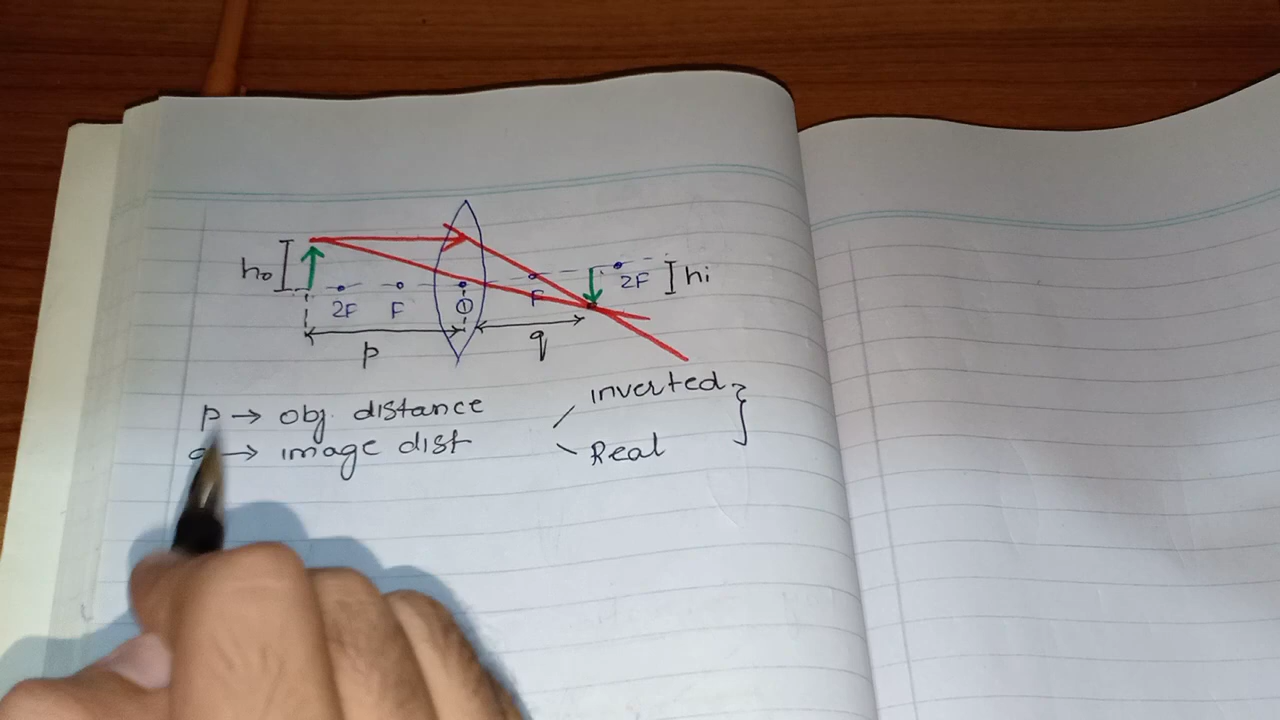 ho
hi
2F F O F 2F
p
q
p → obj. distance
q → image dist
inverted
Real